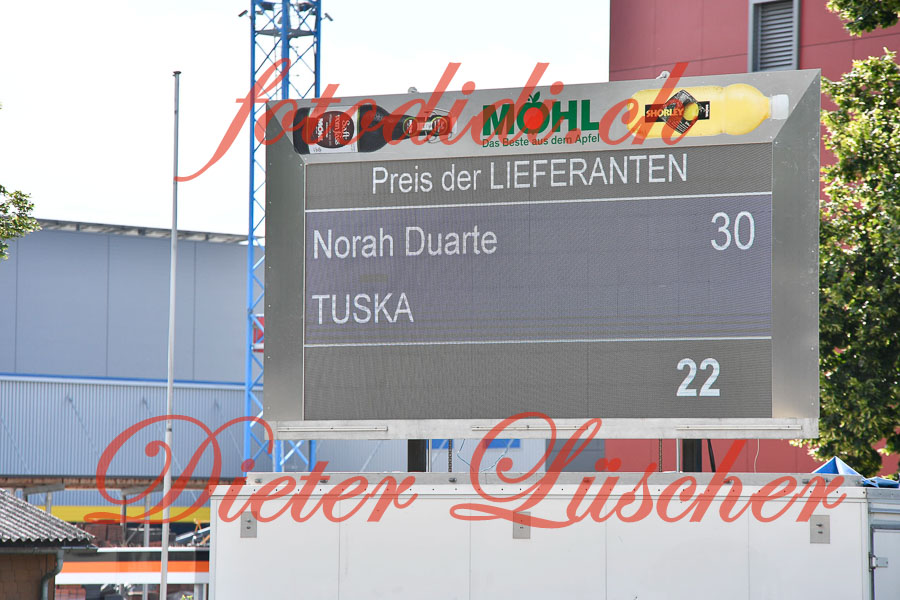 fotodidi.ch
MÖHL
Das Beste aus dem Apfel
SHORLEY
MÖHL
Preis der LIEFERANTEN
Norah Duarte 30
TUSKA
22
Dieter Lüscher